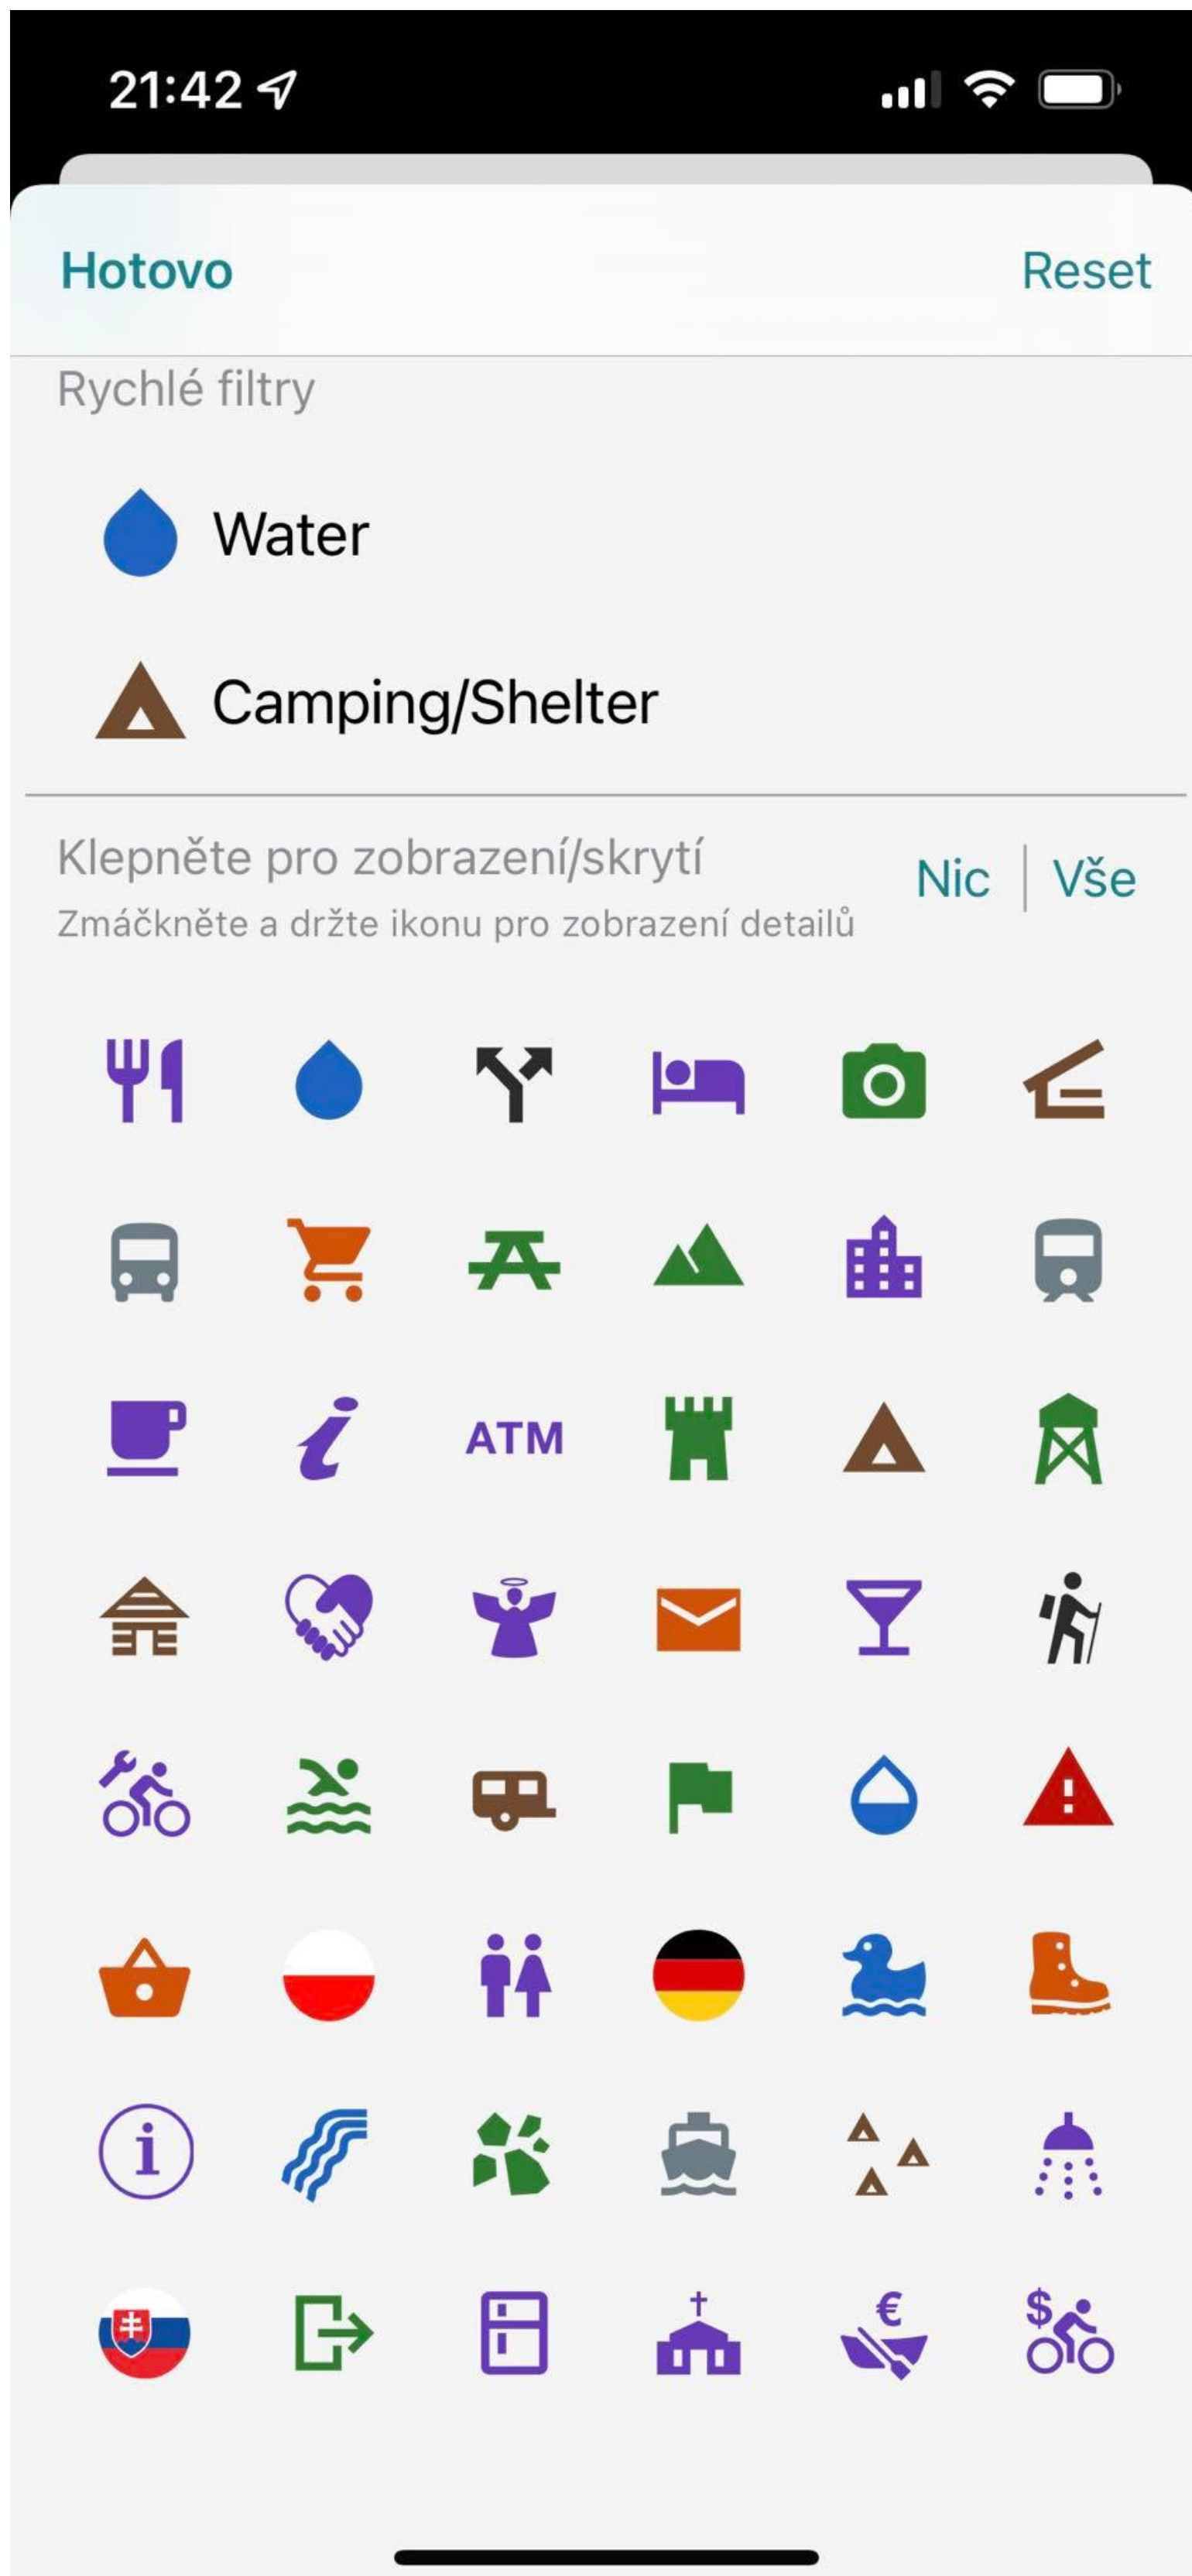 21:42
Hotovo
Reset
Rychlé filtry
Water
Camping/Shelter
Klepněte pro zobrazení/skrytí
Nic | Vše
Zmáčkněte a držte ikonu pro zobrazení detailů
ATM